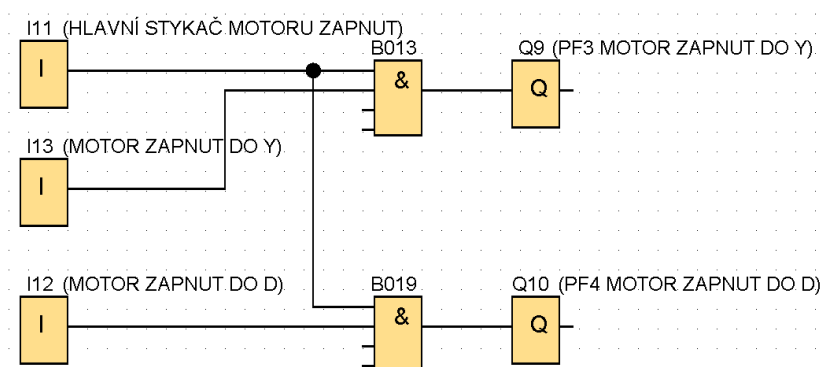 I11 (HLAVNÍ STYKAČ MOTORU ZAPNUT)
B013
Q9 (PF3 MOTOR ZAPNUT DO Y)
I
&
Q
I13 (MOTOR ZAPNUT DO Y)
I
I12 (MOTOR ZAPNUT DO D)
B019
Q10 (PF4 MOTOR ZAPNUT DO D)
I
&
Q